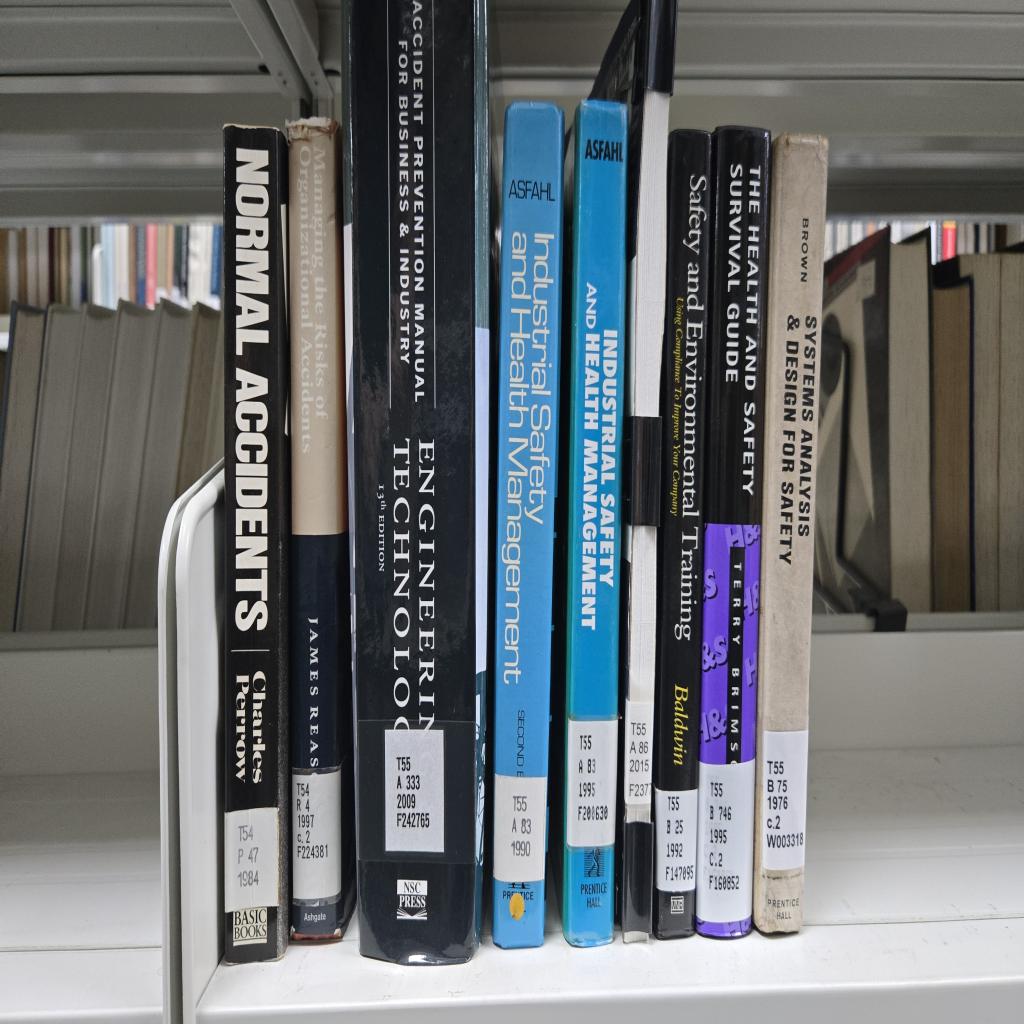 NORMAL ACCIDENTS
Charles
Perrow
T54
P 47
1984
BASIC
BOOKS
Managing the Risks of
Organizational Accidents
JAMES REAS
T54
R 4
1997
c.2
F224381
Ashgate
ACCIDENT PREVENTION MANUAL
FOR BUSINESS & INDUSTRY
ENGINEERIN
TECHNOLOG
13th EDITION
T55
A 333
2009
F242765
NSC
PRESS
ASFAHL
Industrial Safety
and Health Management
SECOND E
T55
A 83
1990
PRENTICE
ASFAHL
INDUSTRIAL SAFETY
AND HEALTH MANAGEMENT
T55
A 83
1995
F201630
PRENTICE
HALL
T55
A 86
2015
F2377
Safety and Environmental Training
Using Compliance To Improve Your Company
Baldwin
T55
B 25
1992
F147095
THE HEALTH AND SAFETY
SURVIVAL GUIDE
TERRY BRIMS
T55
B 746
1995
C.2
F160852
BROWN
SYSTEMS ANALYSIS
& DESIGN FOR SAFETY
T55
B 75
1976
c.2
W003318
PRENTICE
HALL